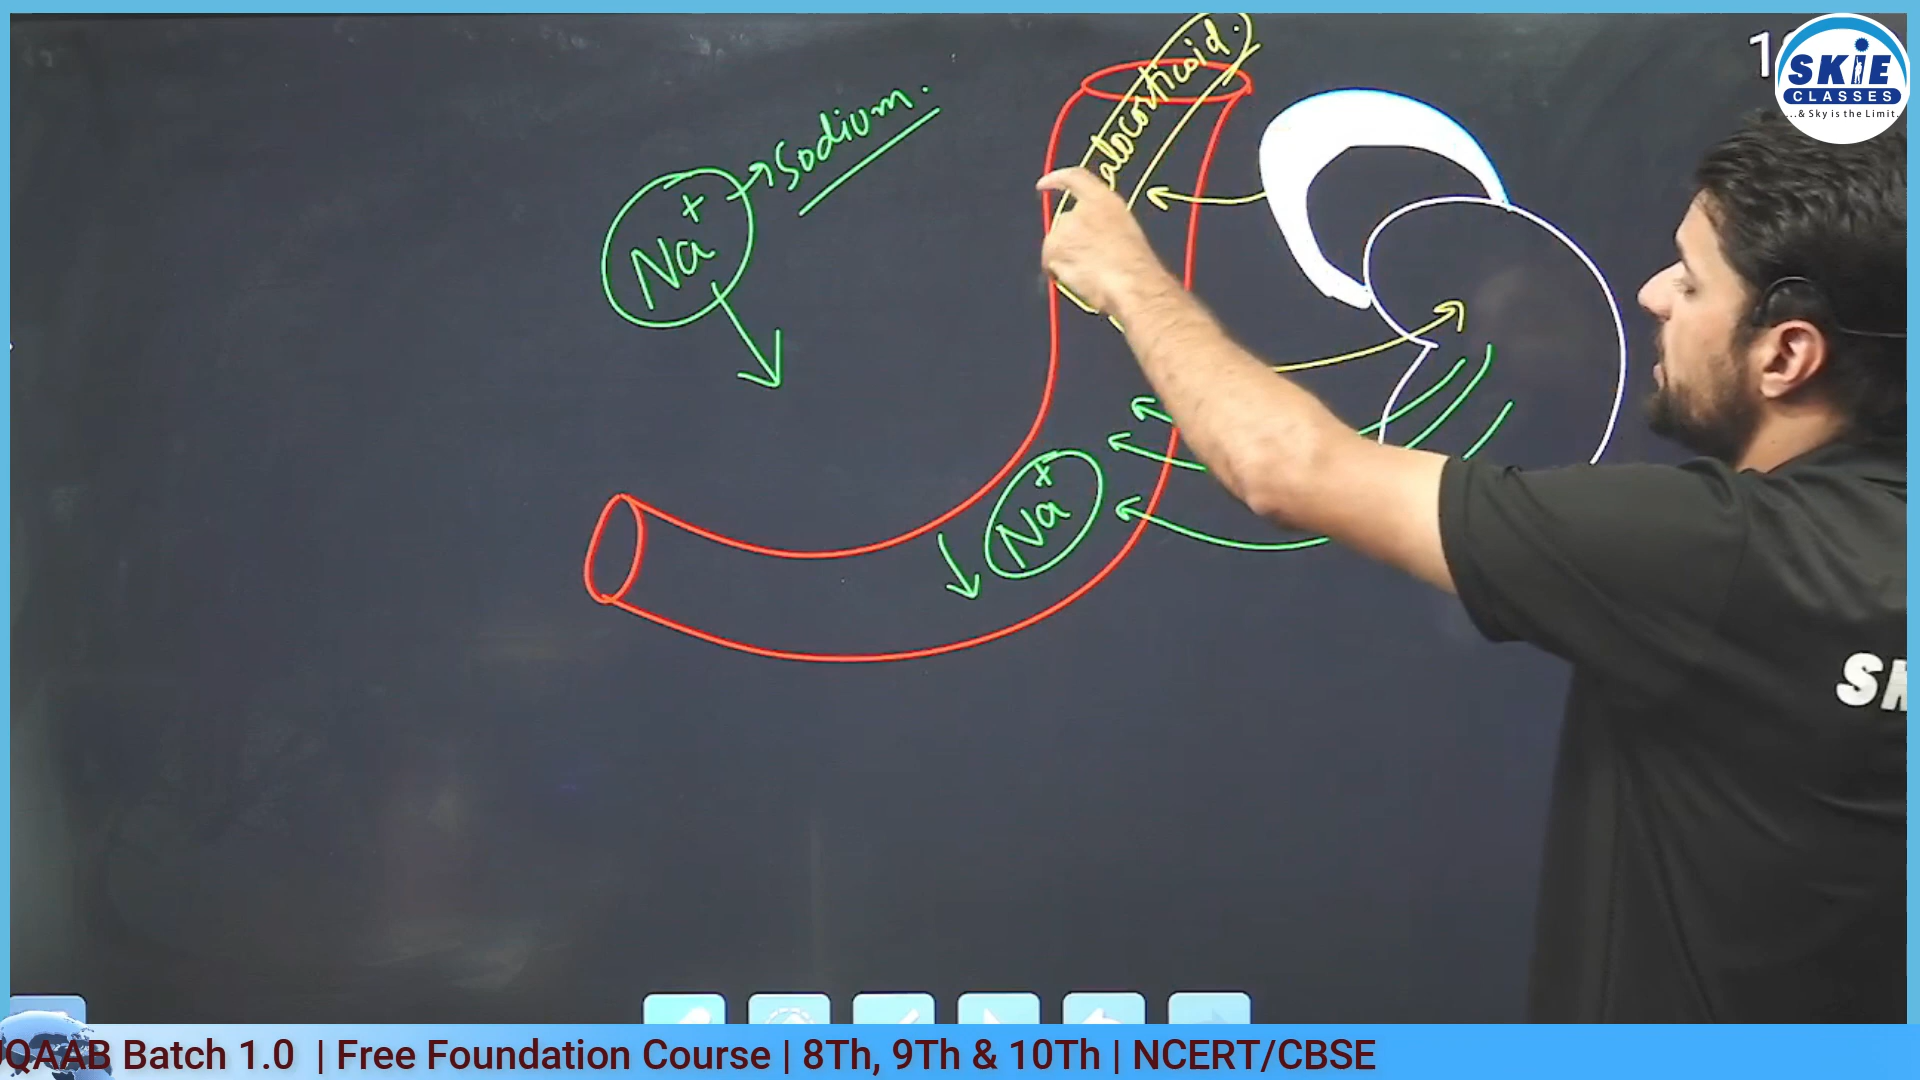 Sodium.
Na+
Na+
SKIE
CLASSES
...& Sky is the Limit.
Batch 1.0 | Free Foundation Course | 8Th, 9Th & 10Th | NCERT/CBSE